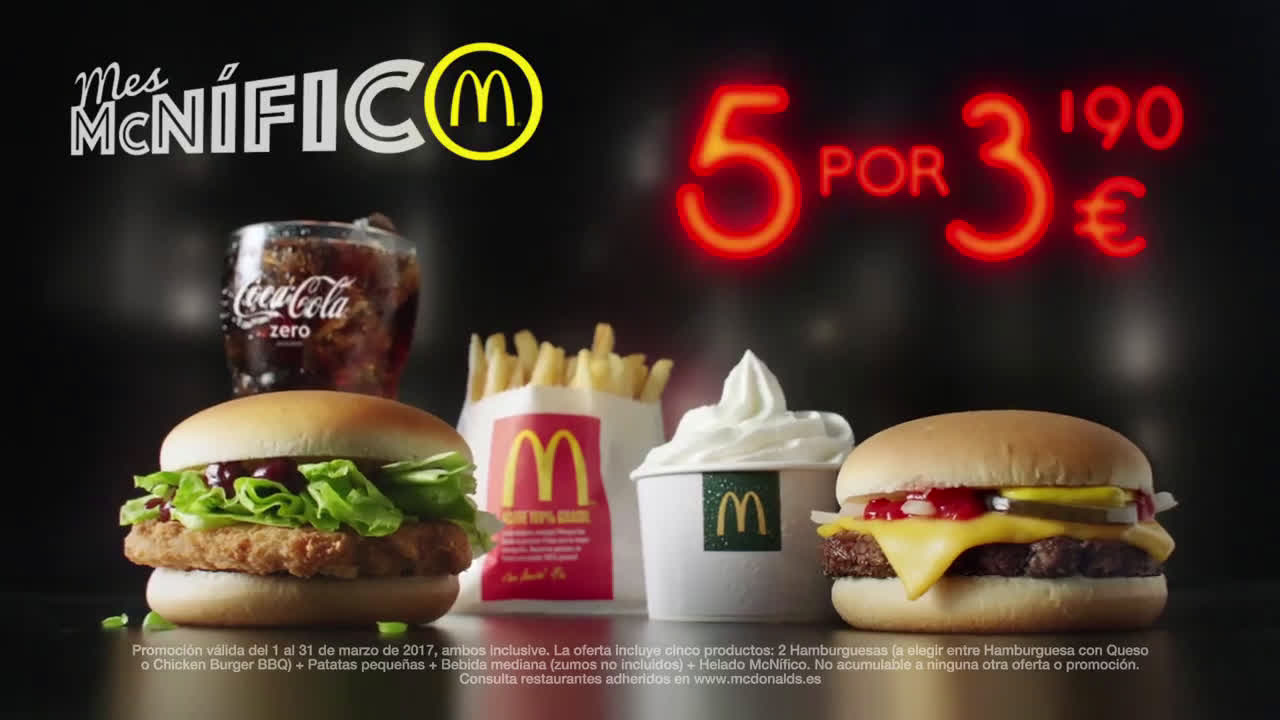 Mes
McNÍFICO
5 POR 3'90 €
Coca-Cola
zero
Promoción válida del 1 al 31 de marzo de 2017, ambos inclusive. La oferta incluye cinco productos: 2 Hamburguesas (a elegir entre Hamburguesa con Queso
o Chicken Burger BBQ) + Patatas pequeñas + Bebida mediana (zumos no incluidos) + Helado McNífico. No acumulable a ninguna otra oferta o promoción.
Consulta restaurantes adheridos en www.mcdonalds.es